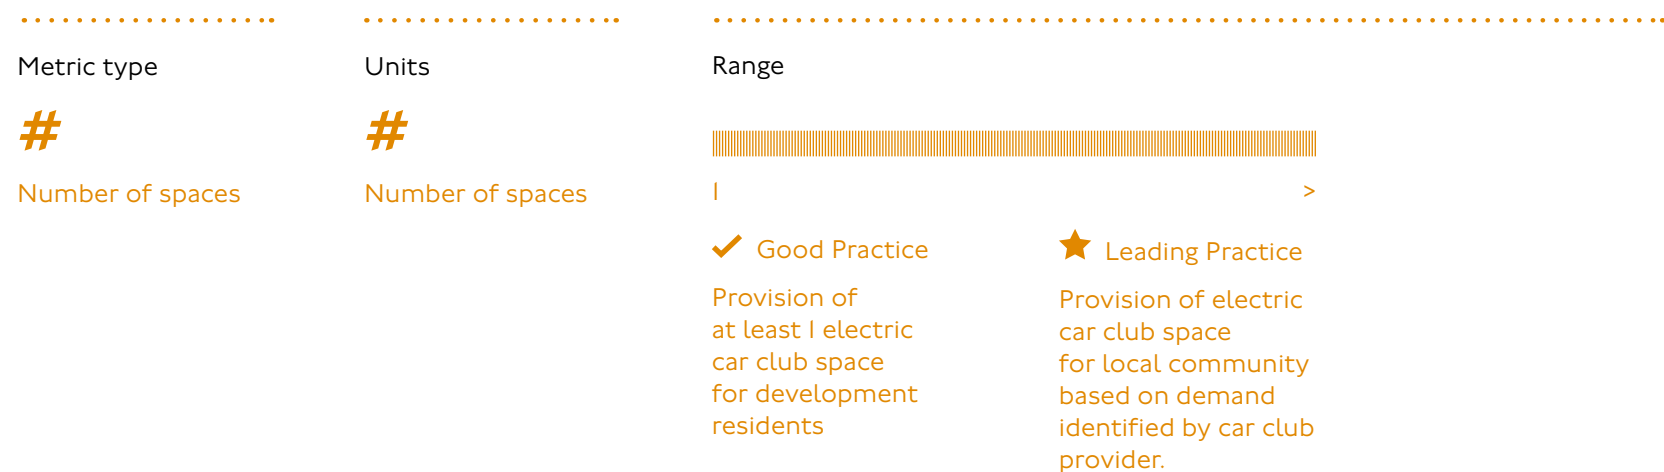 Metric type
#
Number of spaces
Units
#
Number of spaces
Range
1 >
Good Practice
Provision of
at least 1 electric
car club space
for development
residents
Leading Practice
Provision of electric
car club space
for local community
based on demand
identified by car club
provider.